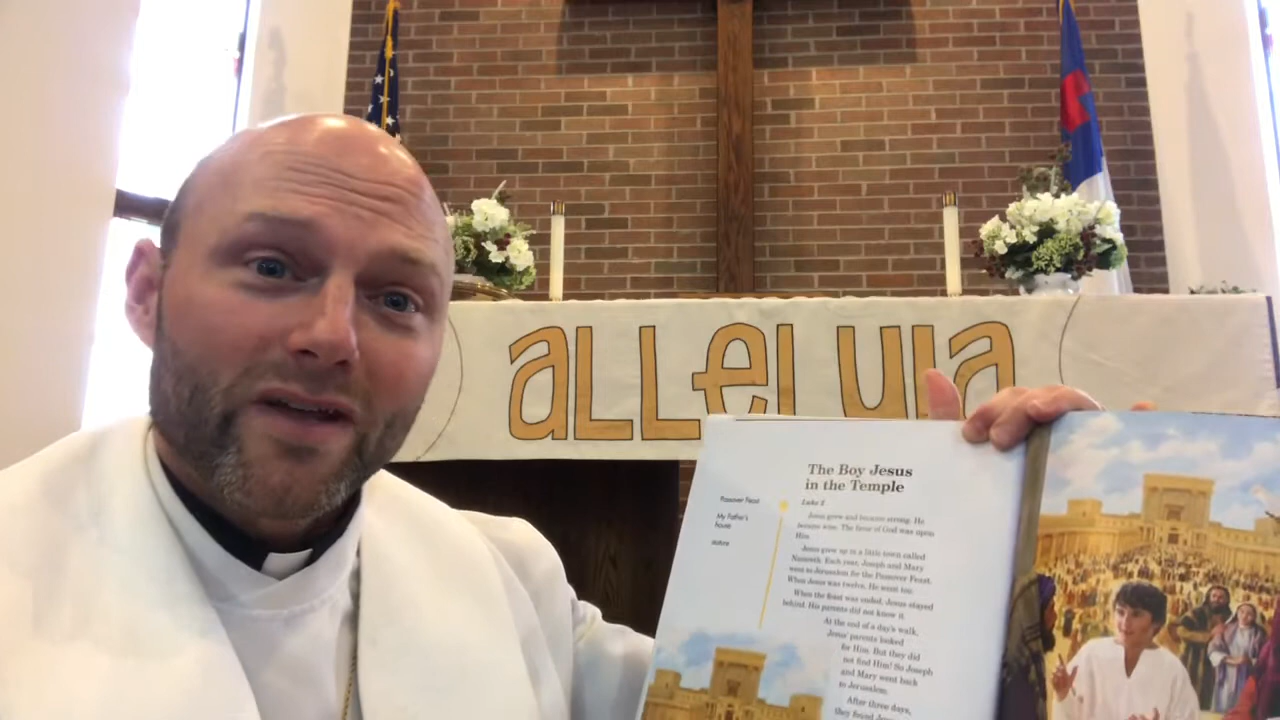 alleluia
The Boy Jesus
in the Temple
Luke 2
Passover Feast
My Father's
house
Jesus grew and became strong. He
became wise. The favor of God was upon
Him.
Jesus grew up in a little town called
Nazareth. Each year, Joseph and Mary
went to Jerusalem for the Passover Feast.
When Jesus was twelve, He went too.
When the feast was ended, Jesus stayed
behind. His parents did not know it.
At the end of a day's walk,
Jesus' parents looked
for Him. But they did
not find Him! So Joseph
and Mary went back
to Jerusalem.
After three days,
they found Jesus